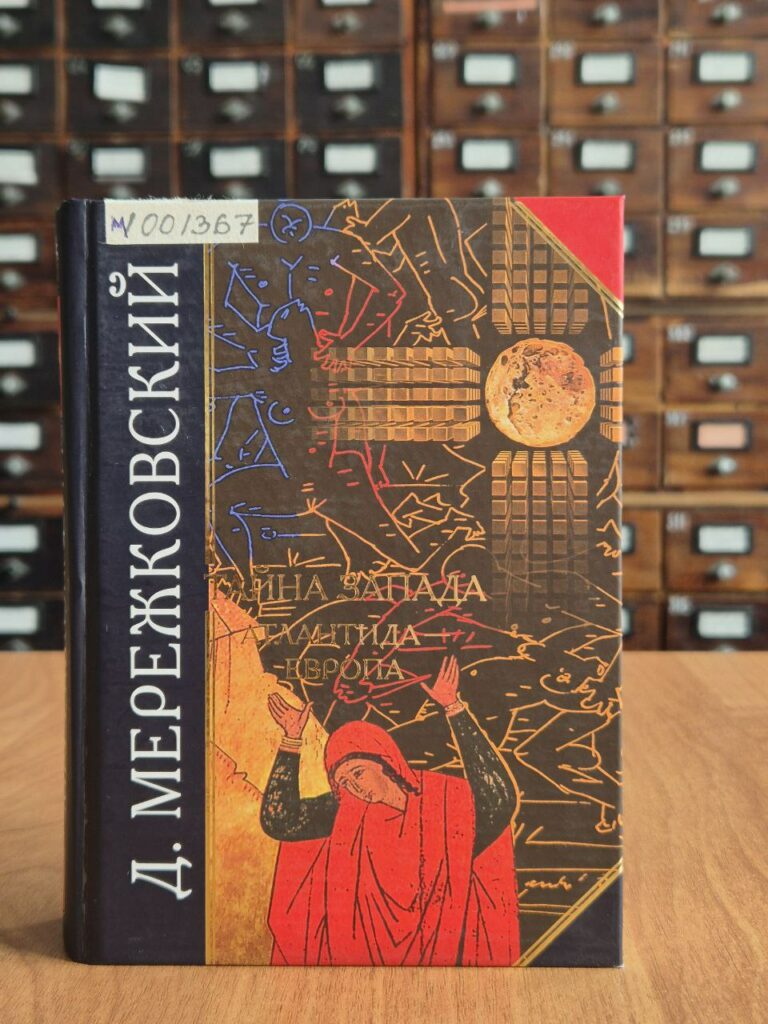 М 001367
Д. МЕРЕЖКОВСКИЙ
ТАЙНА ЗАПАДА
АТЛАНТИДА –
ЕВРОПА